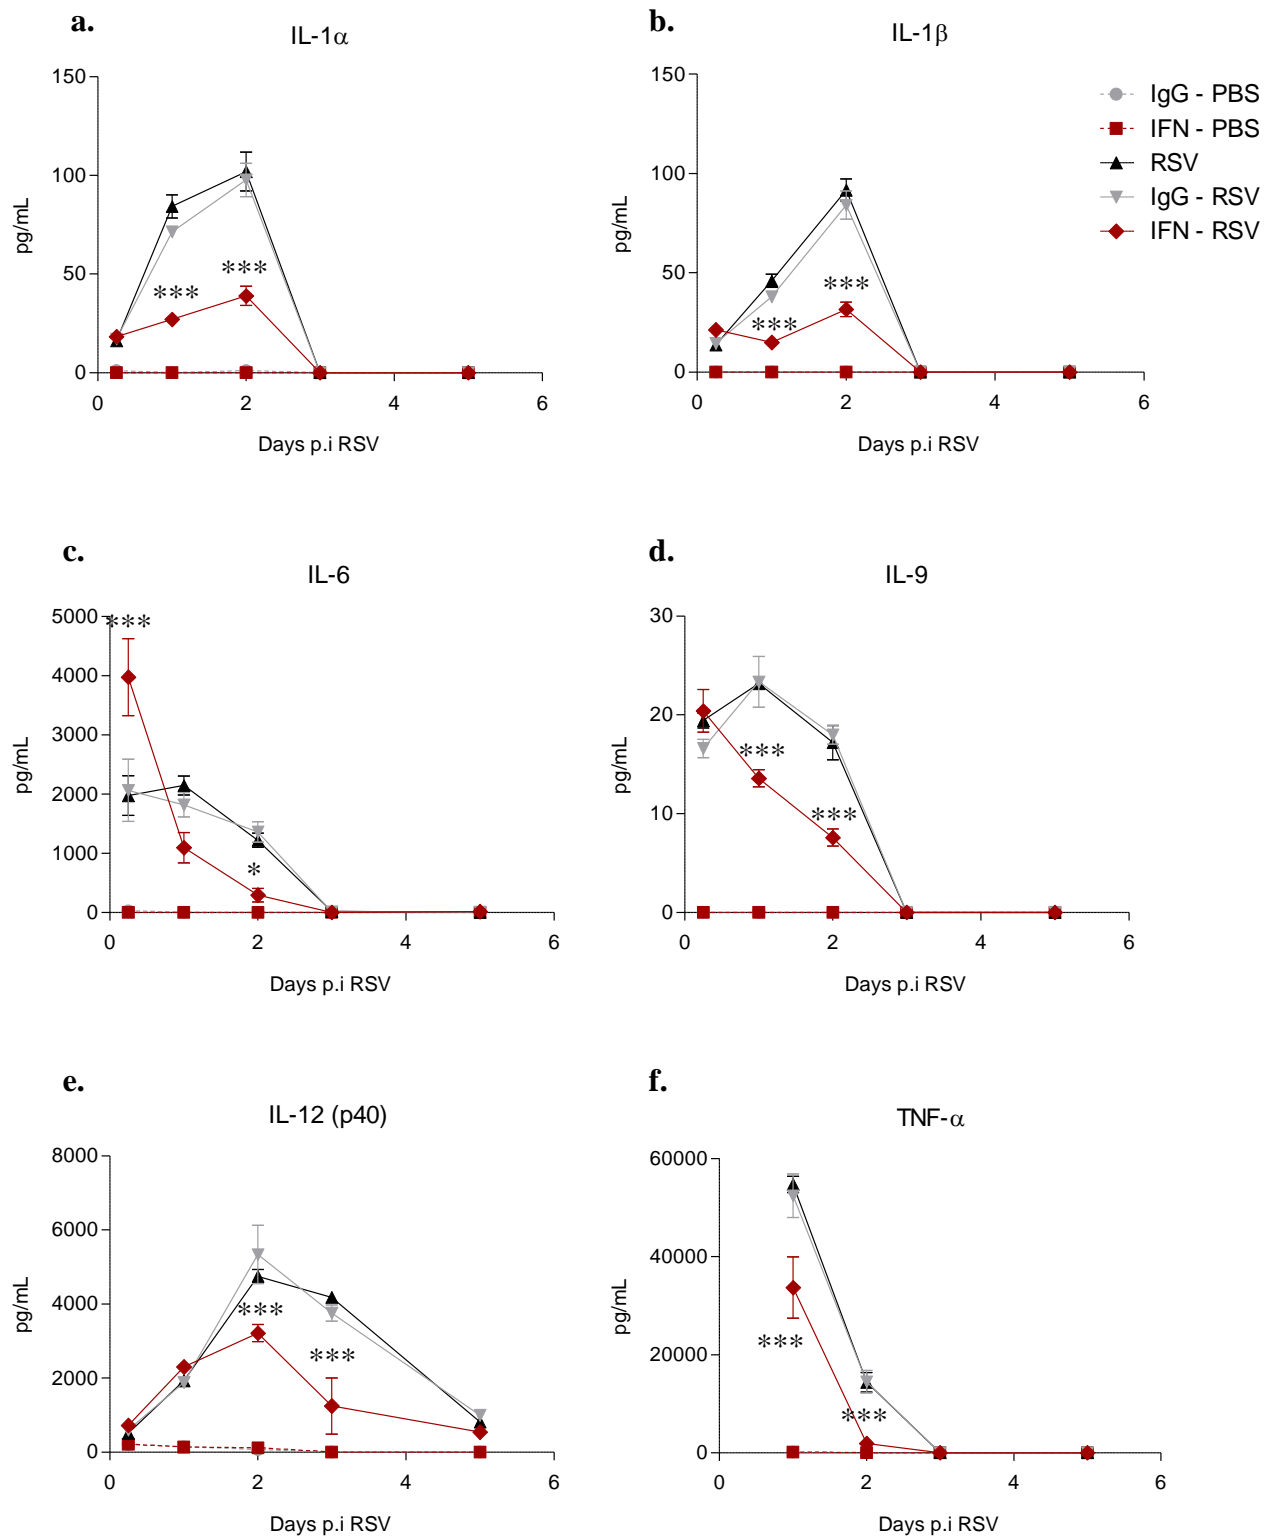 a.
IL-1α
150
100
50
0
pg/mL
***
***
0 2 4 6
Days p.i RSV
b.
IL-1β
150
100
50
0
pg/mL
***
***
0 2 4 6
Days p.i RSV
IgG - PBS
IFN - PBS
RSV
IgG - RSV
IFN - RSV
c.
IL-6
5000
4000
3000
2000
1000
0
pg/mL
***
*
0 2 4 6
Days p.i RSV
d.
IL-9
30
20
10
0
pg/mL
***
***
0 2 4 6
Days p.i RSV
e.
IL-12 (p40)
8000
6000
4000
2000
0
pg/mL
***
***
0 2 4 6
Days p.i RSV
f.
TNF-α
60000
40000
20000
0
pg/mL
***
***
0 2 4 6
Days p.i RSV